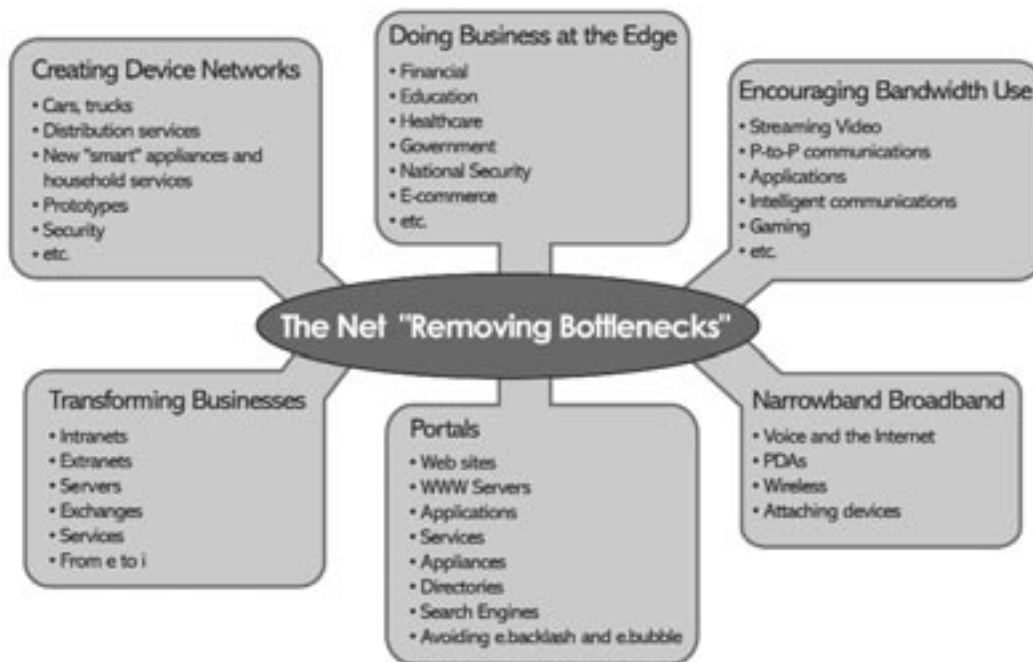 Creating Device Networks
• Cars, trucks
• Distribution services
• New "smart" appliances and
household services
• Prototypes
• Security
• etc.
Doing Business at the Edge
• Financial
• Education
• Healthcare
• Government
• National Security
• E-commerce
• etc.
Encouraging Bandwidth Use
• Streaming Video
• P-to-P communications
• Applications
• Intelligent communications
• Gaming
• etc.
The Net "Removing Bottlenecks"
Transforming Businesses
• Intranets
• Extranets
• Servers
• Exchanges
• Services
• From e to i
Portals
• Web sites
• WWW Servers
• Applications
• Services
• Appliances
• Directories
• Search Engines
• Avoiding e.backlash and e.bubble
Narrowband Broadband
• Voice and the Internet
• PDAs
• Wireless
• Attaching devices